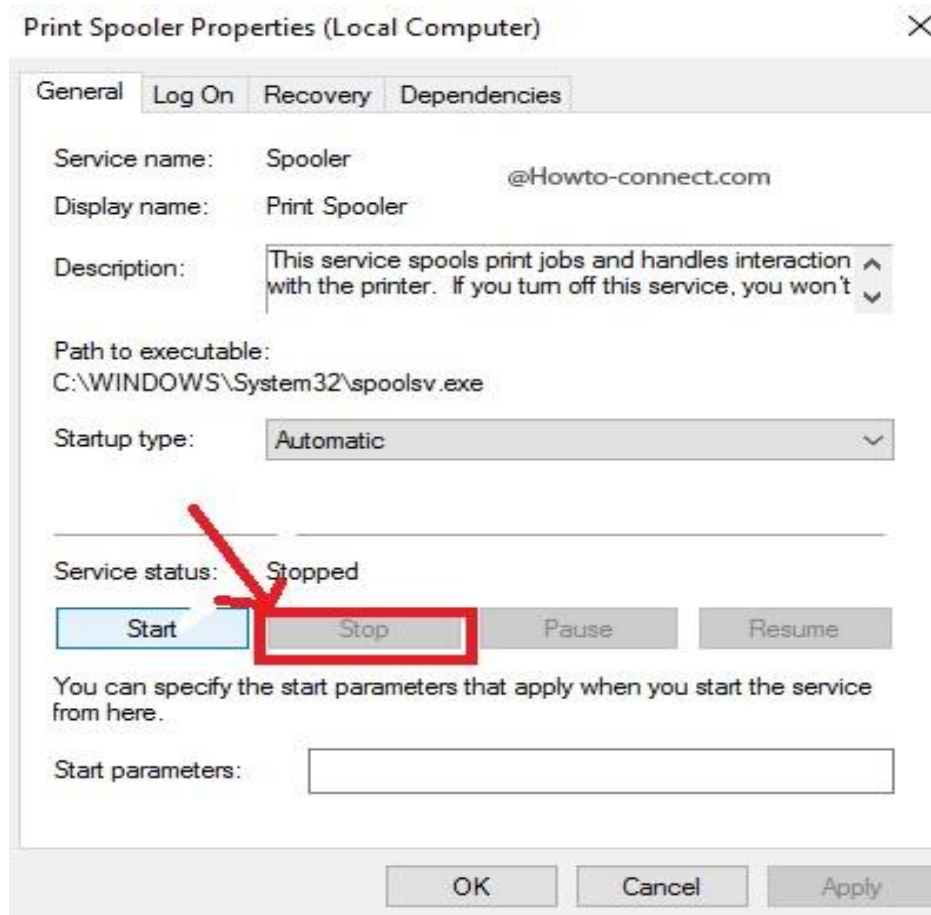 Print Spooler Properties (Local Computer)
General Log On Recovery Dependencies
Service name: Spooler
@Howto-connect.com
Display name: Print Spooler
Description: This service spools print jobs and handles interaction
with the printer. If you turn off this service, you won't
Path to executable:
C:\WINDOWS\System32\spoolsv.exe
Startup type: Automatic
Service status: Stopped
Start Stop Pause Resume
You can specify the start parameters that apply when you start the service
from here.
Start parameters:
OK Cancel Apply